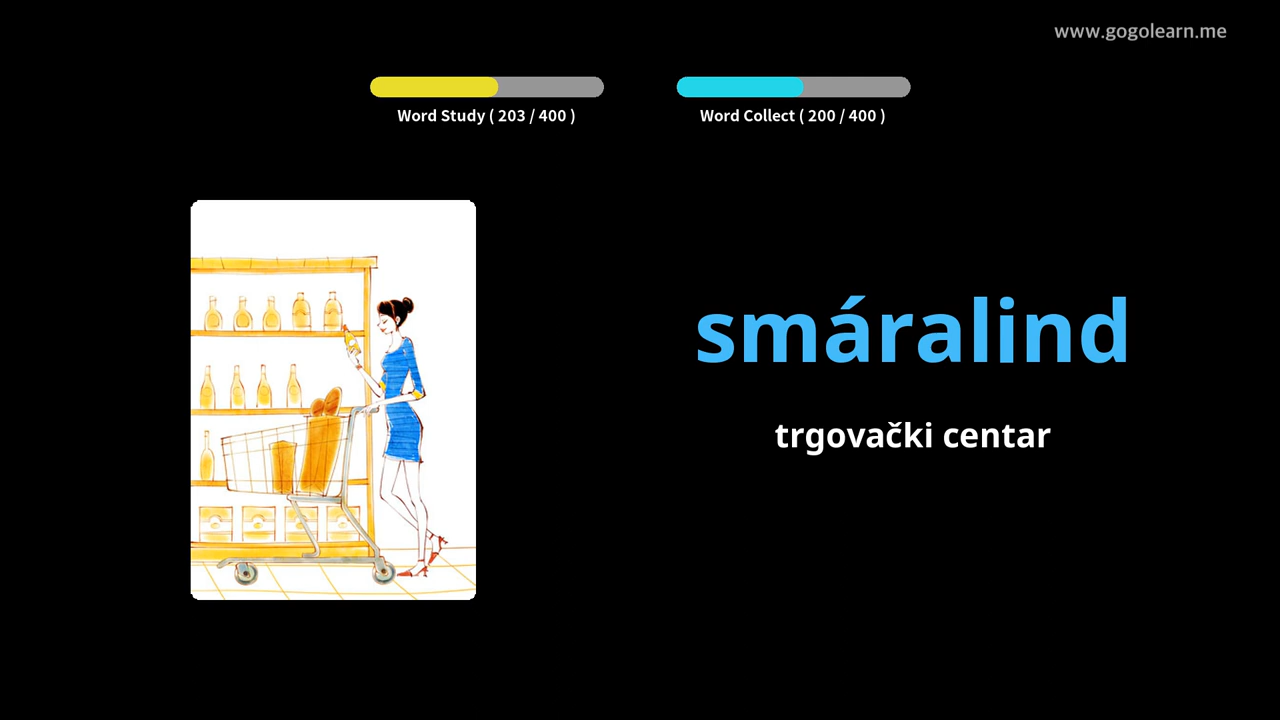 www.gogolearn.me
Word Study ( 203 / 400 )
Word Collect ( 200 / 400 )
smáralind
trgovački centar